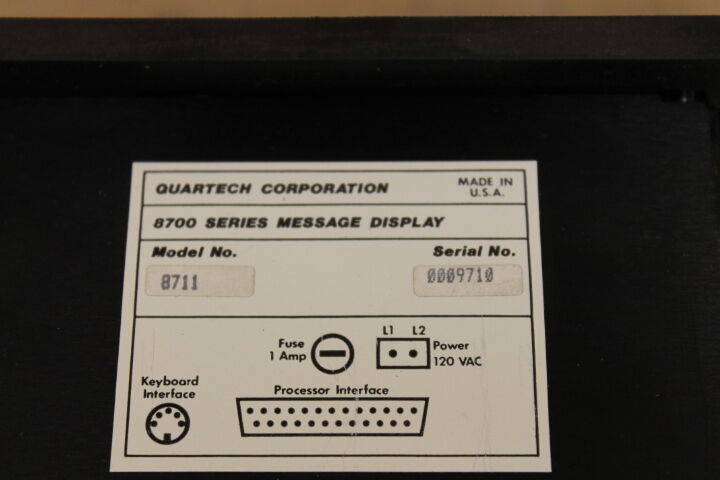 QUARTECH CORPORATION
MADE IN
U.S.A.
8700 SERIES MESSAGE DISPLAY
Model No.
Serial No.
8711
0009710
L1 L2
Fuse
1 Amp
Power
120 VAC
Keyboard
Interface
Processor Interface